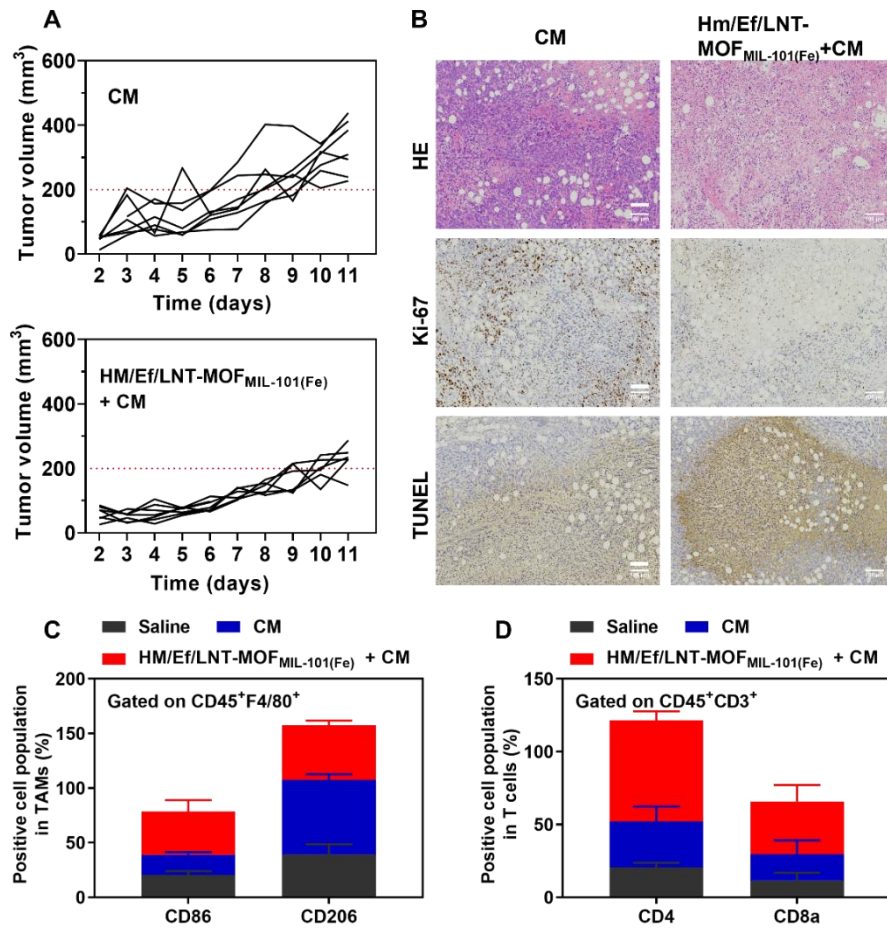 A
Tumor volume (mm³)
600
400
200
0
CM
2 3 4 5 6 7 8 9 10 11
Time (days)
Tumor volume (mm³)
600
400
200
0
HM/Ef/LNT-MOFMIL-101(Fe)
+ CM
2 3 4 5 6 7 8 9 10 11
Time (days)
B
CM
Hm/Ef/LNT-
MOFMIL-101(Fe)+CM
HE
Ki-67
TUNEL
C
Saline CM
HM/Ef/LNT-MOFMIL-101(Fe) + CM
Positive cell population
in TAMs (%)
200
150
100
50
0
Gated on CD45⁺F4/80⁺
CD86 CD206
D
Saline CM
HM/Ef/LNT-MOFMIL-101(Fe) + CM
Positive cell population
in T cells (%)
150
100
50
0
Gated on CD45⁺CD3⁺
CD4 CD8a